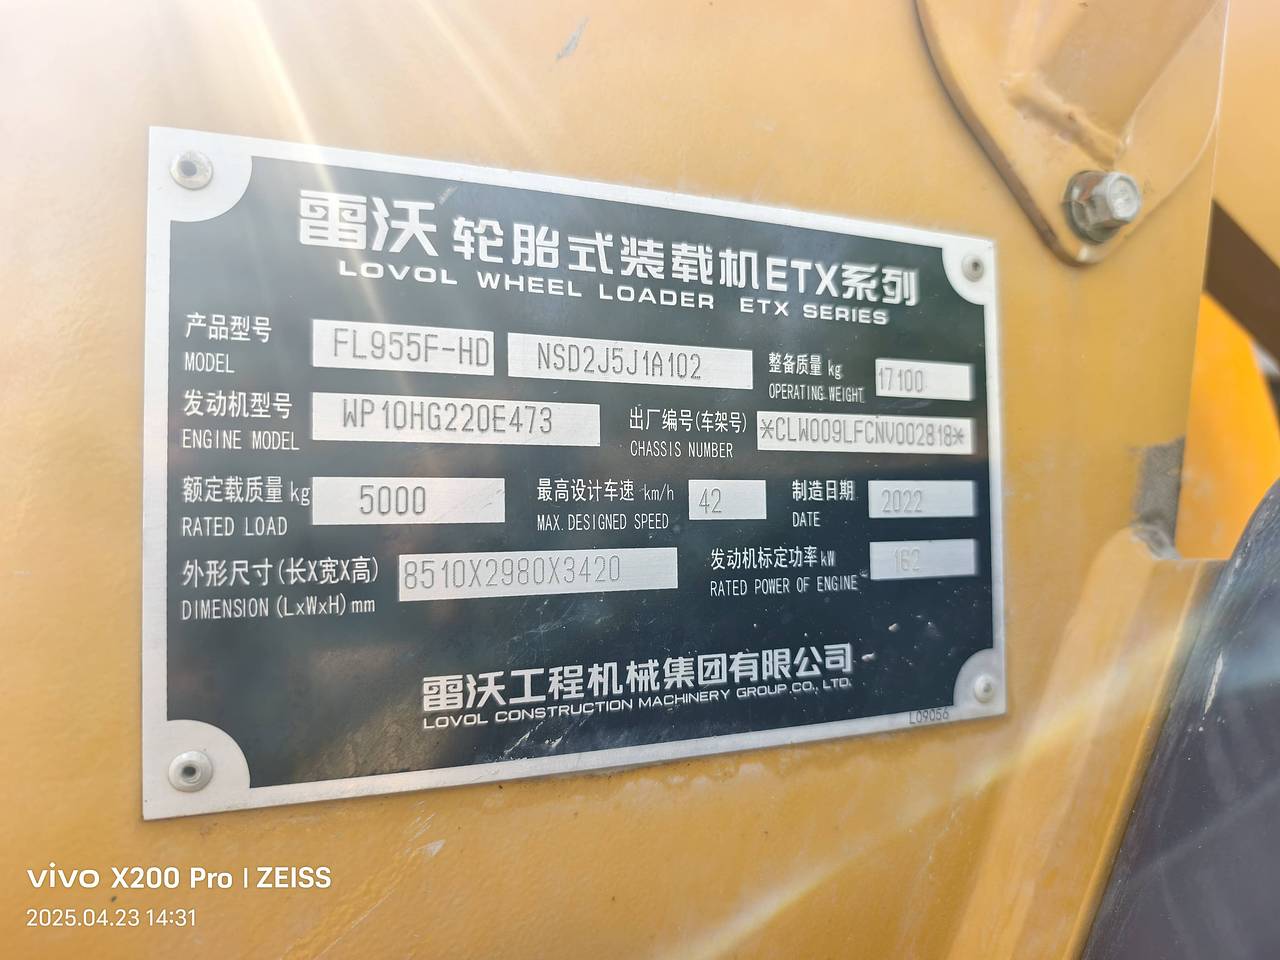 雷沃轮胎式装载机ETX系列
LOVOL WHEEL LOADER ETX SERIES
产品型号 FL955F-HD NSD2J5J1A102 整备质量 kg 17100
MODEL OPERATING WEIGHT
发动机型号 WP10HG220E473 出厂编号(车架号) *CLW009LFCNV002818*
ENGINE MODEL CHASSIS NUMBER
额定载质量 kg 5000 最高设计车速 km/h 42 制造日期 2022
RATED LOAD MAX.DESIGNED SPEED DATE
外形尺寸(长X宽X高) 8510X2980X3420 发动机标定功率 kW 162
DIMENSION (LxWxH) mm RATED POWER OF ENGINE
雷沃工程机械集团有限公司
LOVOL CONSTRUCTION MACHINERY GROUP CO., LTD.
L09056
vivo X200 Pro | ZEISS
2025.04.23 14:31